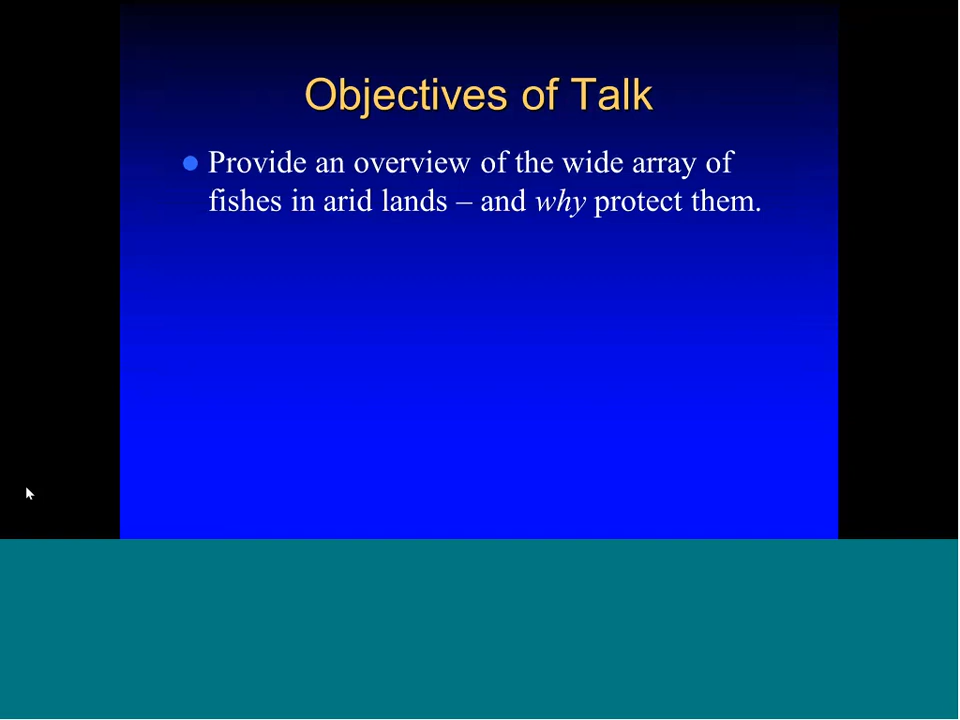 Objectives of Talk
Provide an overview of the wide array of
fishes in arid lands – and why protect them.